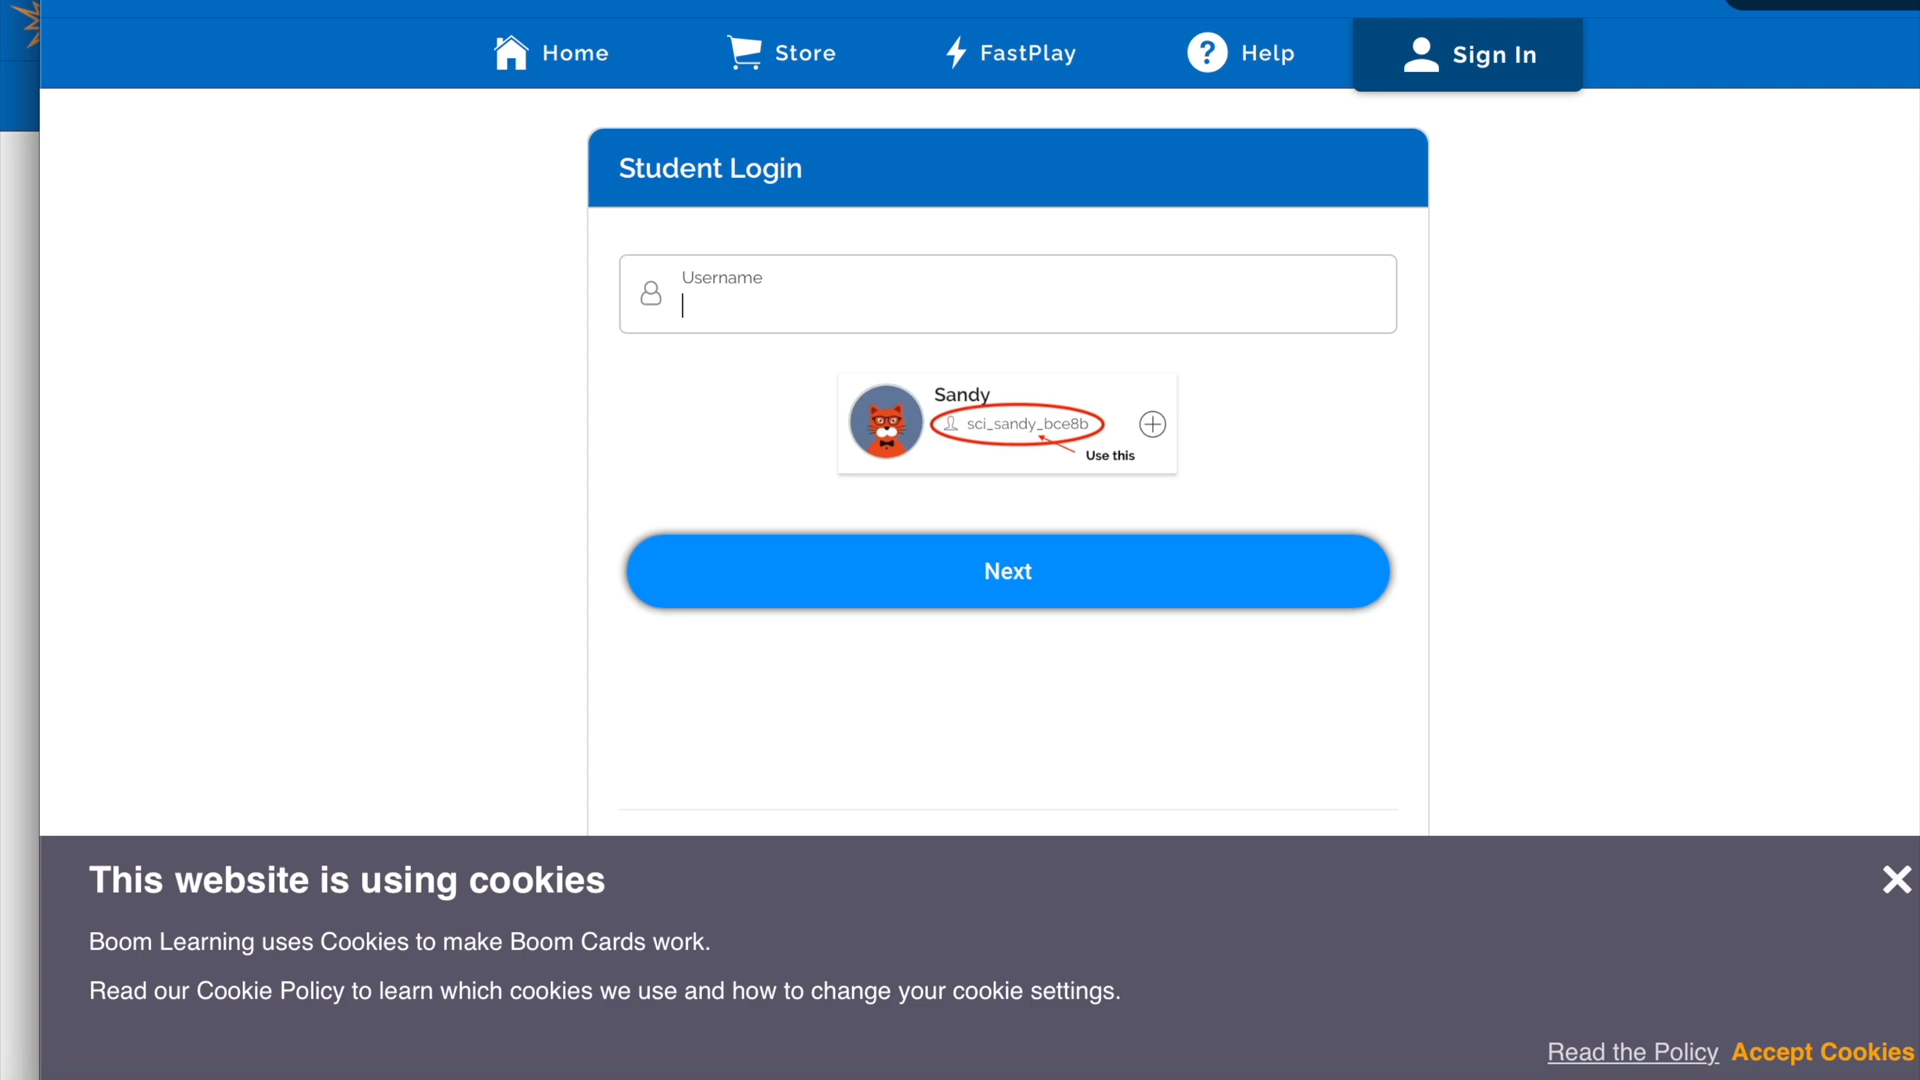 Home
Store
FastPlay
? Help
Sign In
Student Login
Username
Sandy
sci_sandy_bce8b
Use this
Next
This website is using cookies
Boom Learning uses Cookies to make Boom Cards work.
Read our Cookie Policy to learn which cookies we use and how to change your cookie settings.
Read the Policy Accept Cookies